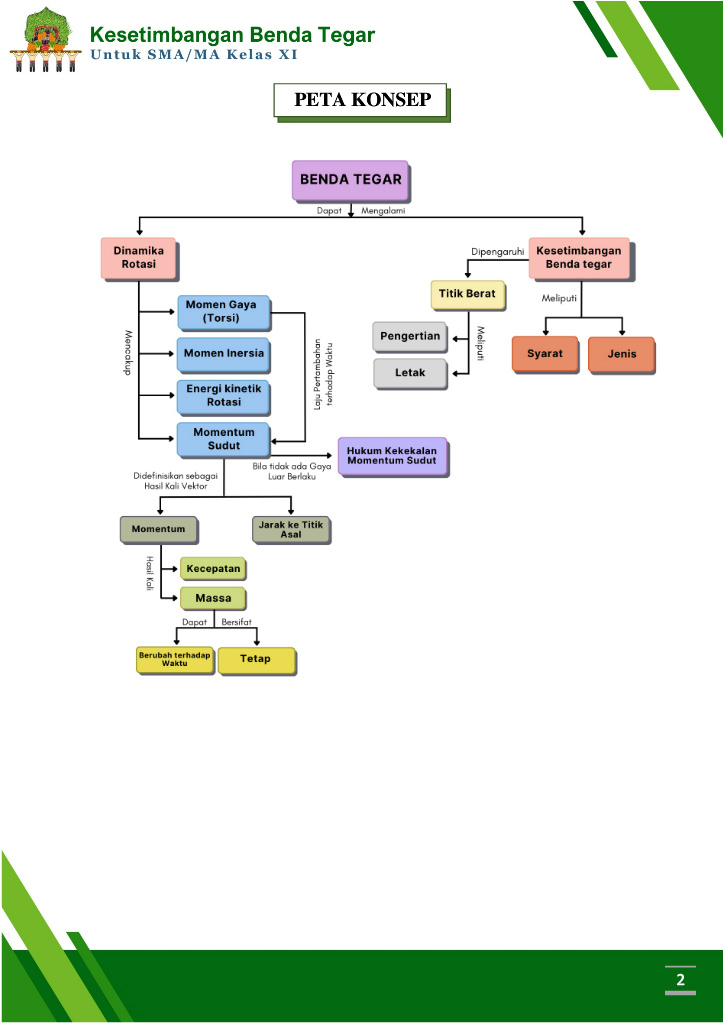 Kesetimbangan Benda Tegar
Untuk SMA/MA Kelas XI
PETA KONSEP
BENDA TEGAR
Dapat Mengalami
Dinamika
Rotasi
Mencakup
Momen Gaya
(Torsi)
Momen Inersia
Energi kinetik
Rotasi
Momentum
Sudut
Laju Pertambahan
terhadap Waktu
Bila tidak ada Gaya
Luar Berlaku
Hukum Kekekalan
Momentum Sudut
Didefinisikan sebagai
Hasil Kali Vektor
Momentum
Jarak ke Titik
Asal
Hasil Kali
Kecepatan
Massa
Dapat Bersifat
Berubah terhadap
Waktu
Tetap
Kesetimbangan
Benda tegar
Dipengaruhi
Titik Berat
Meliputi
Pengertian
Letak
Meliputi
Syarat
Jenis
2